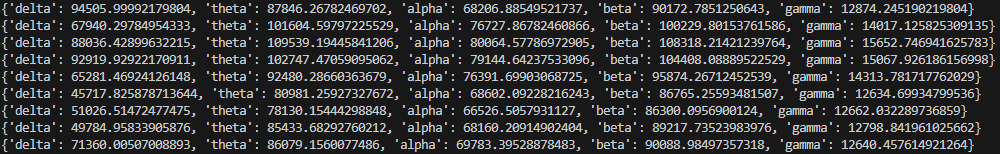 {'delta': 94505.99992179804, 'theta': 87846.26782469702, 'alpha': 68206.88549521737, 'beta': 90172.7851250643, 'gamma': 12874.245190219804}
{'delta': 67940.29784954333, 'theta': 101604.59797225529, 'alpha': 76727.86782460866, 'beta': 100229.80153761586, 'gamma': 14017.125825309135}
{'delta': 88036.42899632215, 'theta': 109539.19445841206, 'alpha': 80064.57786972905, 'beta': 108318.21421239764, 'gamma': 15652.746941625783}
{'delta': 92919.92922170911, 'theta': 102747.47059095062, 'alpha': 79144.64237533096, 'beta': 104408.08889522529, 'gamma': 15067.926186156998}
{'delta': 65281.46924126148, 'theta': 92480.28660363679, 'alpha': 76391.69903068725, 'beta': 95874.26712452539, 'gamma': 14313.781717762029}
{'delta': 45717.825878713644, 'theta': 80981.25927327672, 'alpha': 68602.09228216243, 'beta': 86765.25593481507, 'gamma': 12634.69934799536}
{'delta': 51026.51472477475, 'theta': 78130.15444298848, 'alpha': 66526.5057931127, 'beta': 86300.0956900124, 'gamma': 12662.032289736859}
{'delta': 49784.95833905876, 'theta': 85433.68292760212, 'alpha': 68160.20914902404, 'beta': 89217.73523983976, 'gamma': 12798.841961025662}
{'delta': 71360.00507008893, 'theta': 86079.1560077486, 'alpha': 69783.39528878483, 'beta': 90088.98497357318, 'gamma': 12640.457614921264}